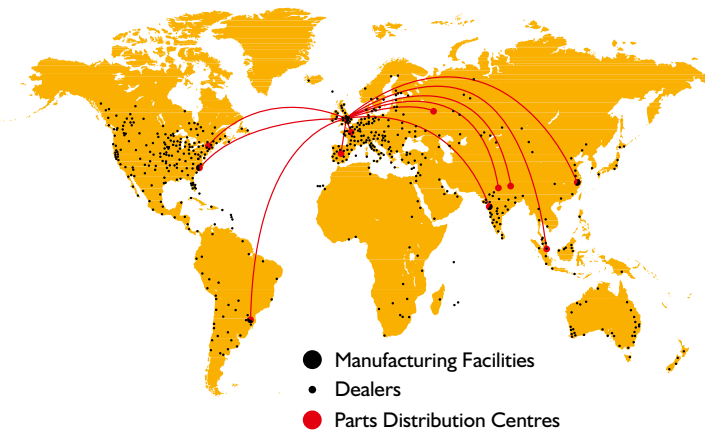 Manufacturing Facilities
Dealers
Parts Distribution Centres